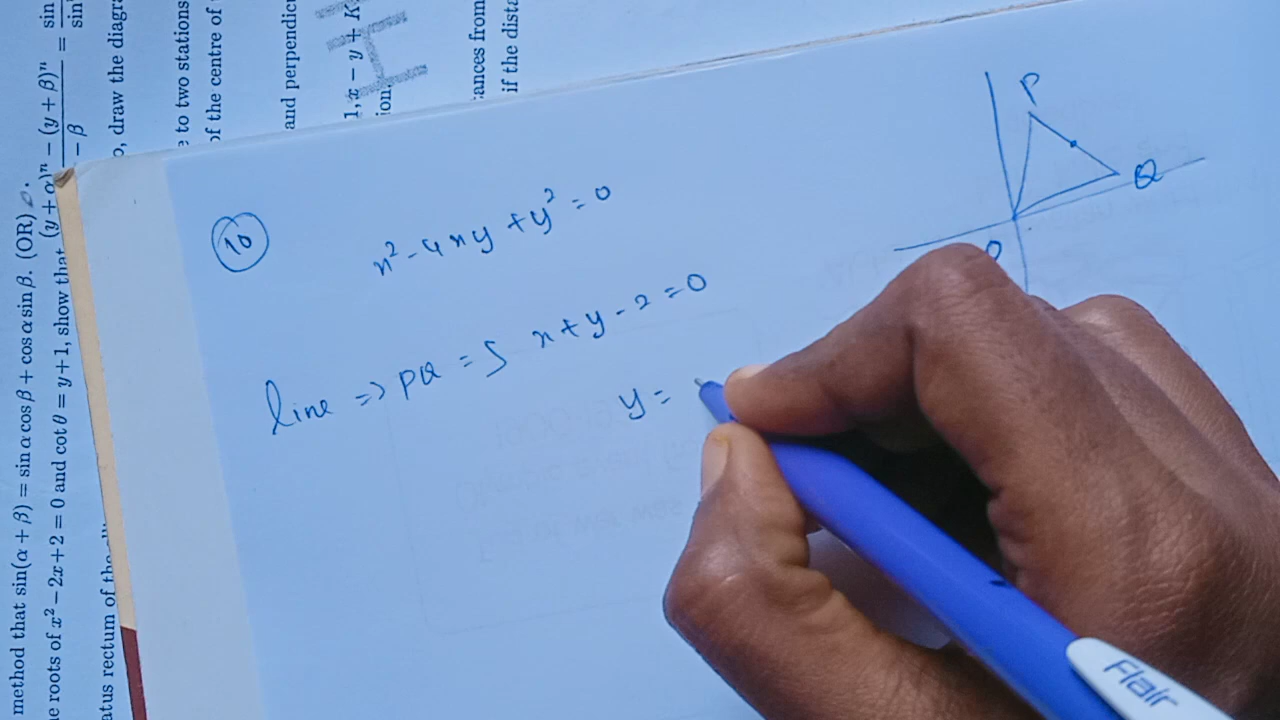 method that sin(α + β) = sin α cos β + cos α sin β. (OR)
e roots of x² − 2x + 2 = 0 and cot θ = y + 1, show that (y + α)ⁿ − (y + β)ⁿ = sin
− β sin
atus rectum of the
, draw the diagra
e to two stations
of the centre of
and perpendic
1, x − y + K
ion.
ances from
if the dista
10
x² - 4xy + y² = 0
line => PQ => x + y - 2 = 0
y =
P
Q
O
Flair